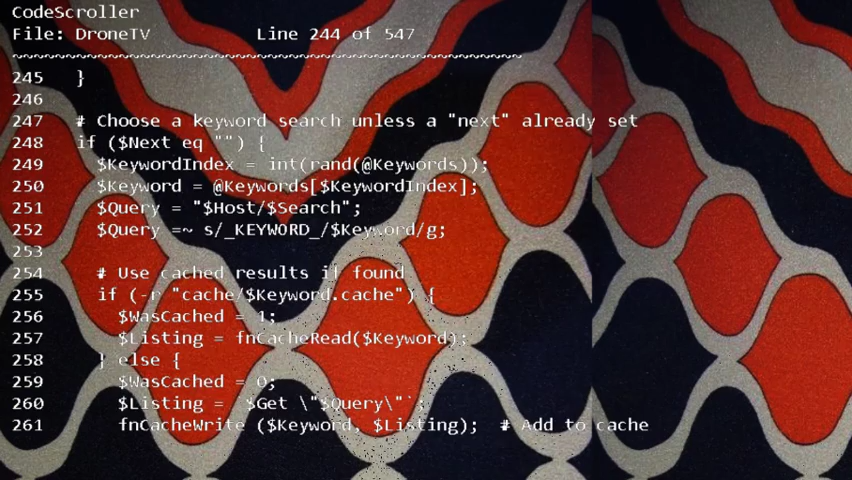 CodeScroller
File: DroneTV Line 244 of 547
~~~~~~~~~~~~~~~~~~~~~~~~~~~~~~~~~~~~~~~~~~~~~~~~
245 }
246
247 # Choose a keyword search unless a "next" already set
248 if ($Next eq "") {
249 $KeywordIndex = int(rand(@Keywords));
250 $Keyword = @Keywords[$KeywordIndex];
251 $Query = "$Host/$Search";
252 $Query =~ s/_KEYWORD_/$Keyword/g;
253
254 # Use cached results if found
255 if (-r "cache/$Keyword.cache") {
256 $WasCached = 1;
257 $Listing = fnCacheRead($Keyword);
258 } else {
259 $WasCached = 0;
260 $Listing = `$Get \"$Query\"`;
261 fnCacheWrite ($Keyword, $Listing); # Add to cache